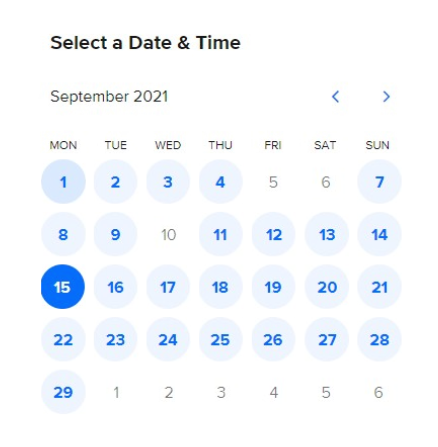 Select a Date & Time
September 2021
MON TUE WED THU FRI SAT SUN
1 2 3 4 5 6 7
8 9 10 11 12 13 14
15 16 17 18 19 20 21
22 23 24 25 26 27 28
29 1 2 3 4 5 6